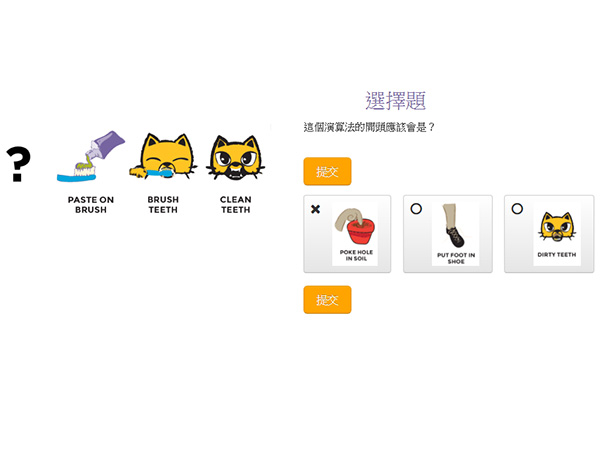 選擇題
這個演算法的開頭應該會是？
?
PASTE ON
BRUSH
BRUSH
TEETH
CLEAN
TEETH
提交
POKE HOLE
IN SOIL
PUT FOOT IN
SHOE
DIRTY TEETH
提交